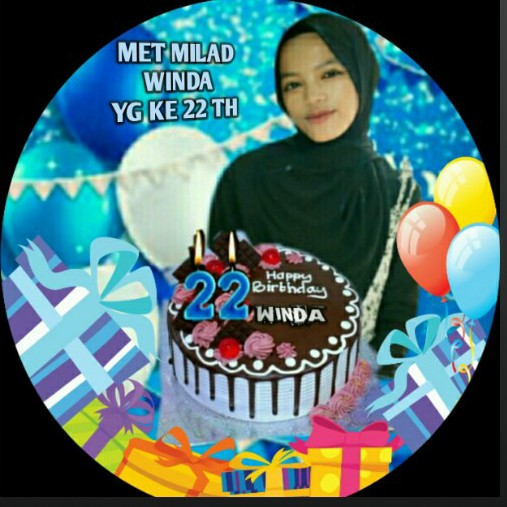 MET MILAD
WINDA
YG KE 22 TH
22
Happy
Birthday
WINDA